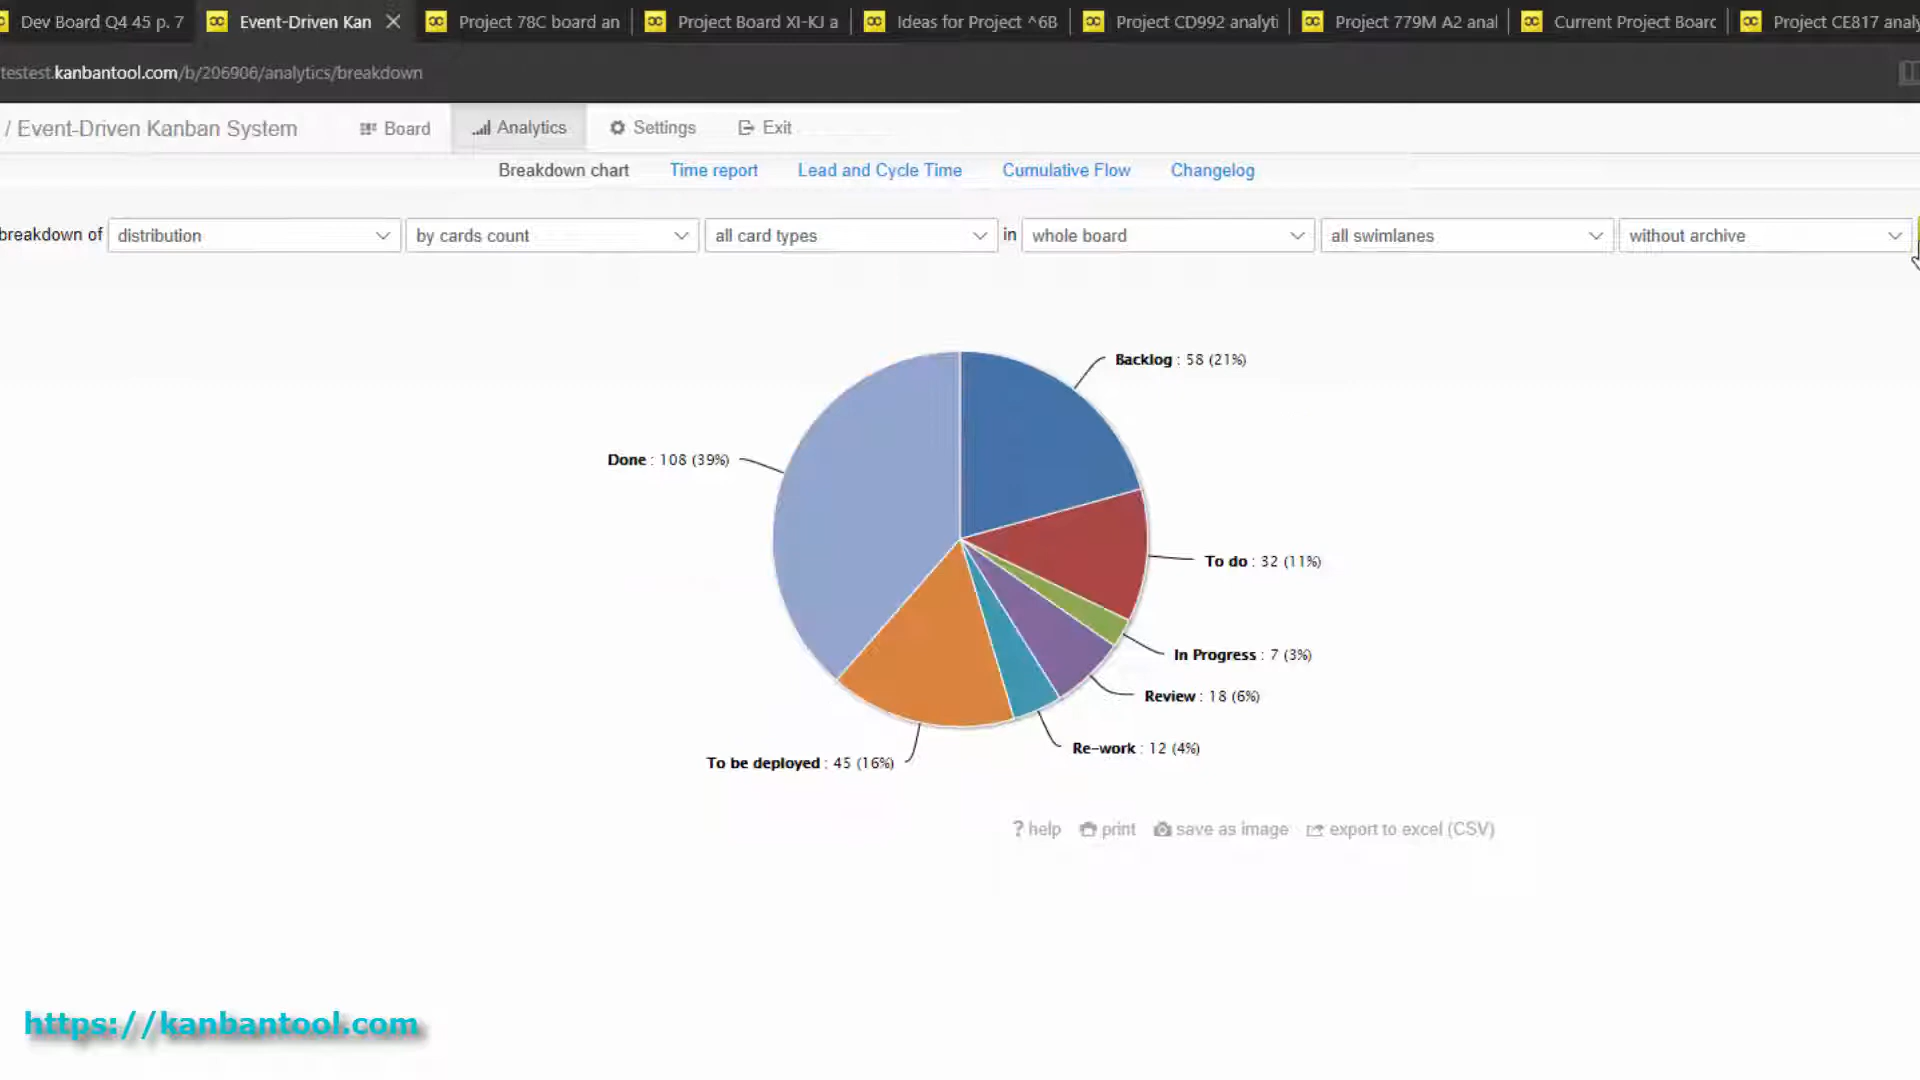 Dev Board Q4 45 p. 7 Event-Driven Kan Project 78C board an Project Board XI-KJ a Ideas for Project ^6B Project CD992 analyti Project 779M A2 anal Current Project Board Project CE817 analy
testest.kanbantool.com/b/206906/analytics/breakdown
/ Event-Driven Kanban System Board Analytics Settings Exit
Breakdown chart Time report Lead and Cycle Time Cumulative Flow Changelog
breakdown of distribution by cards count all card types in whole board all swimlanes without archive
Backlog : 58 (21%)
Done : 108 (39%)
To do : 32 (11%)
In Progress : 7 (3%)
Review : 18 (6%)
Re-work : 12 (4%)
To be deployed : 45 (16%)
? help print save as image export to excel (CSV)
https://kanbantool.com